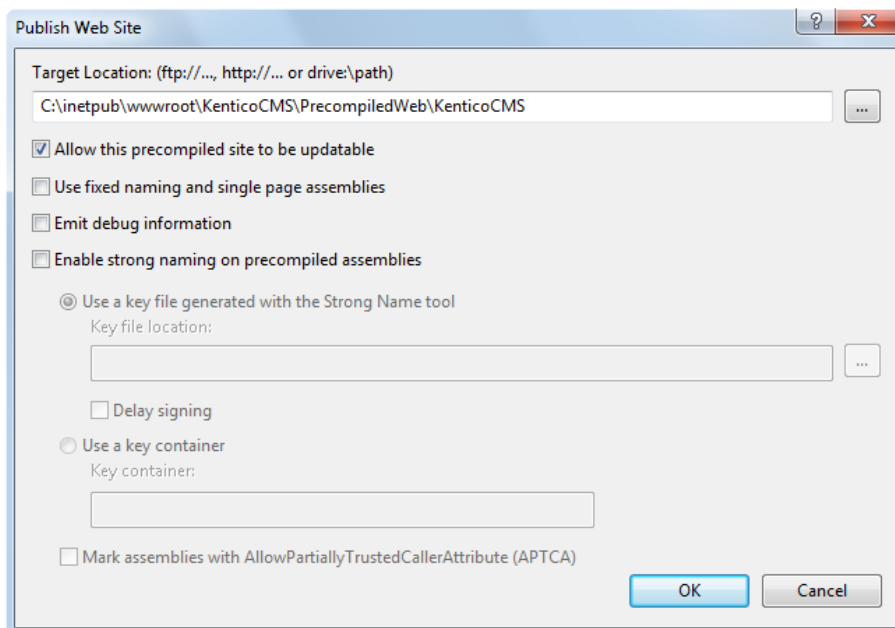 Publish Web Site
?
X
Target Location: (ftp://..., http://... or drive:\path)
C:\inetpub\wwwroot\KenticoCMS\PrecompiledWeb\KenticoCMS
...
Allow this precompiled site to be updatable
Use fixed naming and single page assemblies
Emit debug information
Enable strong naming on precompiled assemblies
Use a key file generated with the Strong Name tool
Key file location:
...
Delay signing
Use a key container
Key container:
Mark assemblies with AllowPartiallyTrustedCallerAttribute (APTCA)
OK Cancel